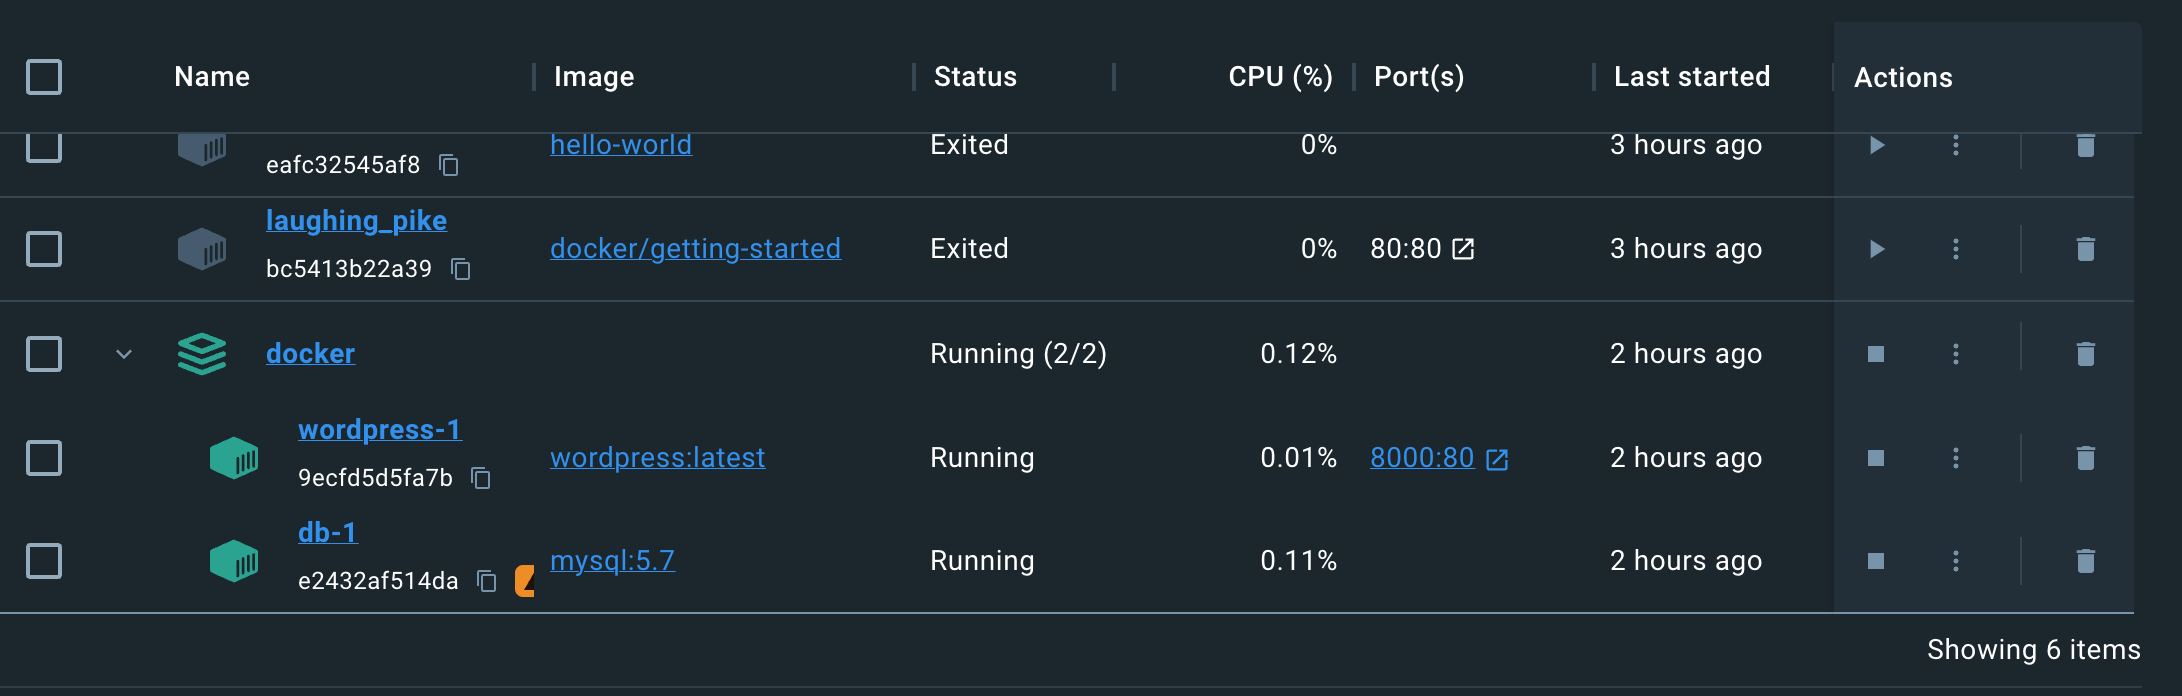 Name Image Status CPU (%) Port(s) Last started Actions
hello-world Exited 0% 3 hours ago
eafc32545af8
laughing_pike
docker/getting-started Exited 0% 80:80 3 hours ago
bc5413b22a39
docker Running (2/2) 0.12% 2 hours ago
wordpress-1
wordpress:latest Running 0.01% 8000:80 2 hours ago
9ecfd5d5fa7b
db-1
mysql:5.7 Running 0.11% 2 hours ago
e2432af514da
Showing 6 items